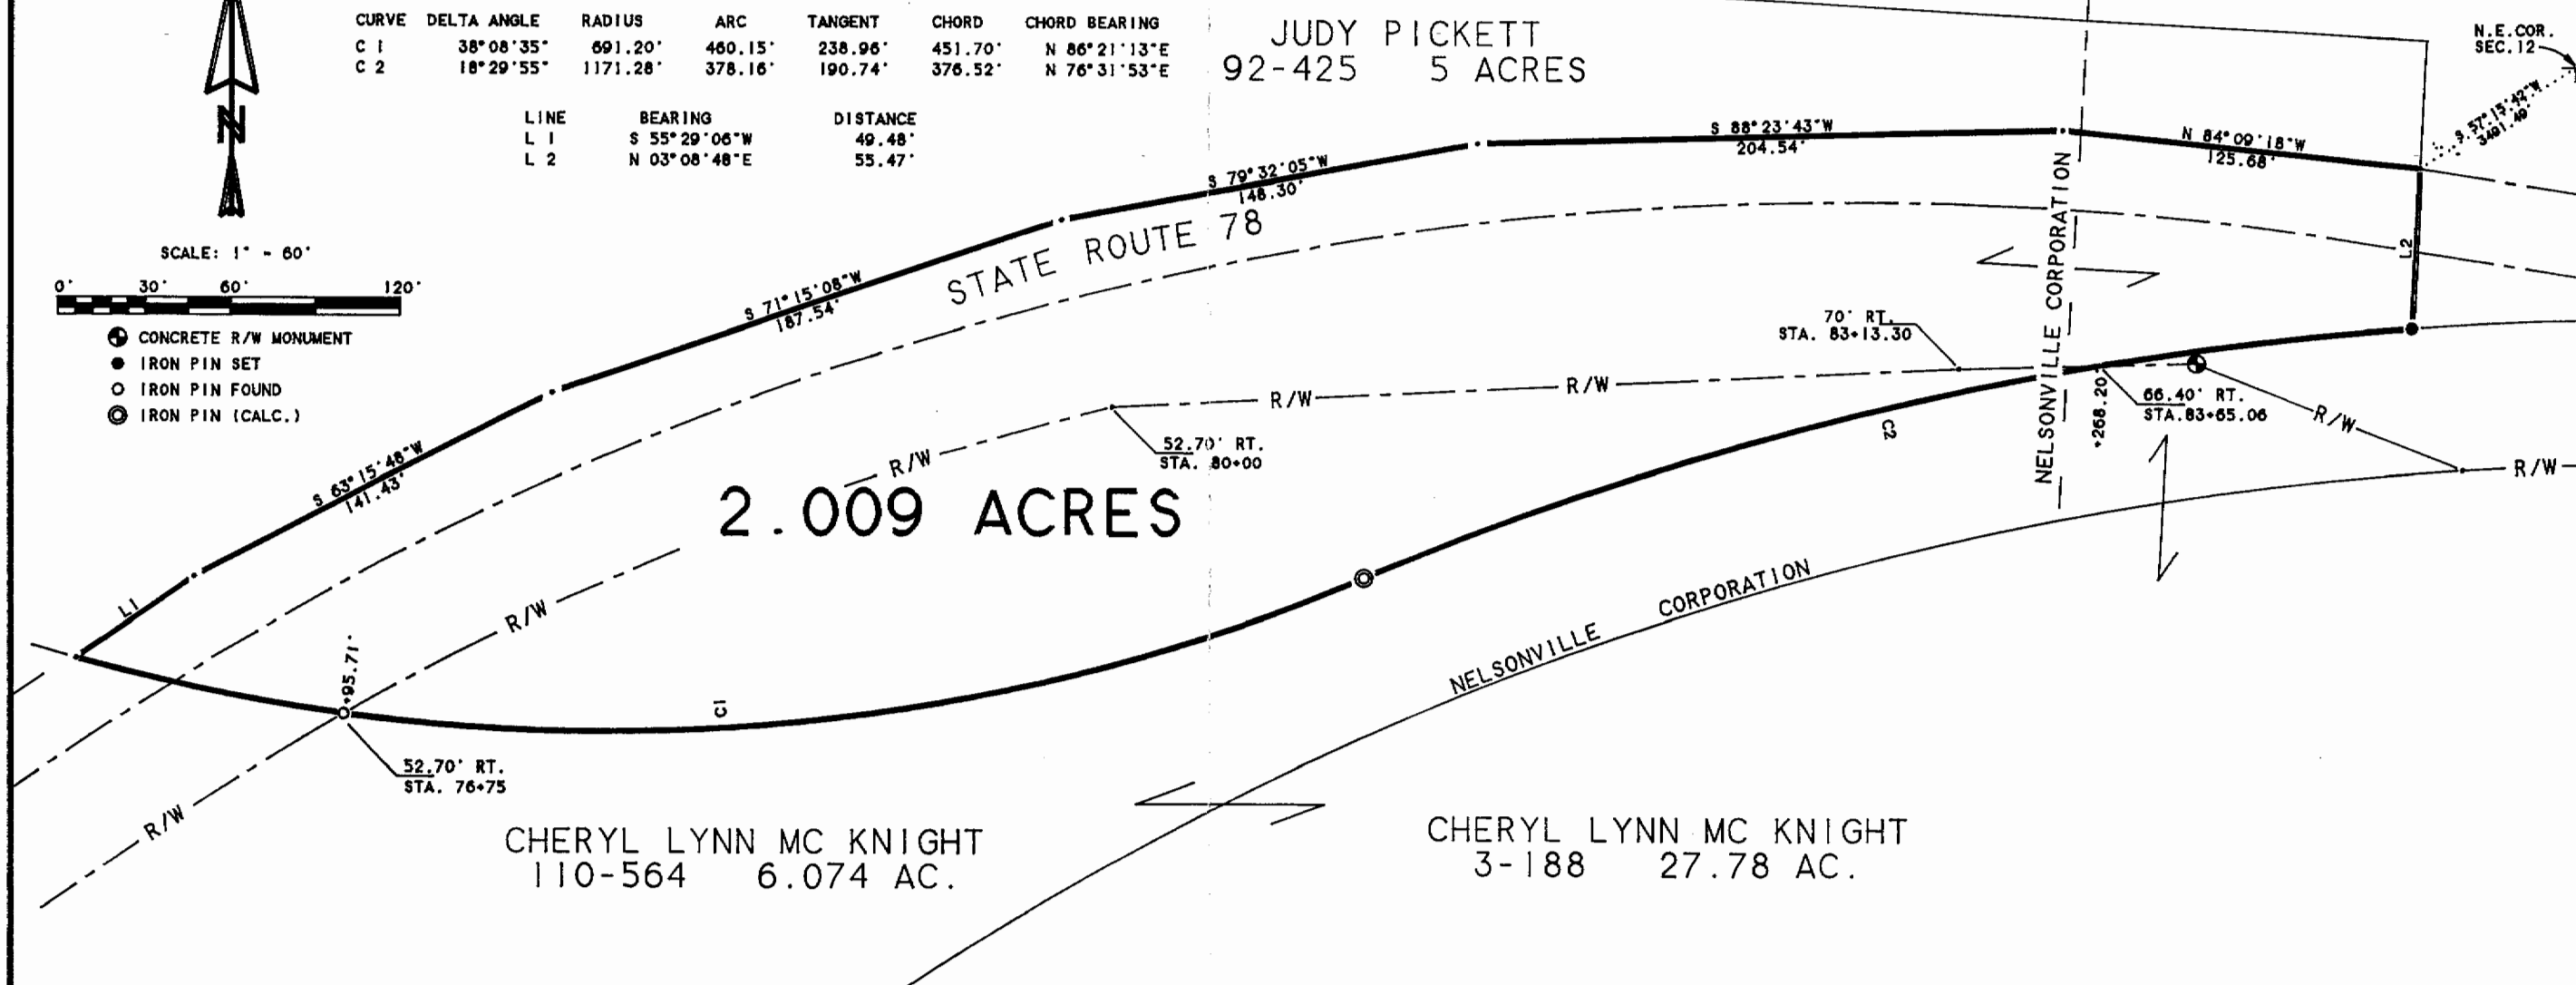 CURVE DELTA ANGLE RADIUS ARC TANGENT CHORD CHORD BEARING
C 1 38°08'35" 691.20' 460.15' 238.96' 451.70' N 86°21'13"E
C 2 18°29'55" 1171.28' 378.16' 190.74' 376.52' N 76°31'53"E
LINE BEARING DISTANCE
L 1 S 55°29'06"W 49.48'
L 2 N 03°08'48"E 55.47'
JUDY PICKETT
92-425 5 ACRES
N.E.COR.
SEC.12
S 57°15'42"W
3491.49'
N
SCALE: 1" = 60'
0' 30' 60' 120'
CONCRETE R/W MONUMENT
IRON PIN SET
IRON PIN FOUND
IRON PIN (CALC.)
S 88°23'43"W
204.54'
N 84°09'18"W
125.68'
S 79°32'05"W
148.30'
S 71°15'08"W
187.54'
S 63°15'48"W
141.43'
L1
L2
STATE ROUTE 78
NELSONVILLE CORPORATION
70' RT.
STA. 83+13.30
66.40' RT.
STA.83+65.06
+268.20'
52.70' RT.
STA. 80+00
R/W
R/W
R/W
R/W
R/W
R/W
R/W
2.009 ACRES
C2
C1
+95.71'
52.70' RT.
STA. 76+75
NELSONVILLE CORPORATION
CHERYL LYNN MC KNIGHT
110-564 6.074 AC.
CHERYL LYNN MC KNIGHT
3-188 27.78 AC.